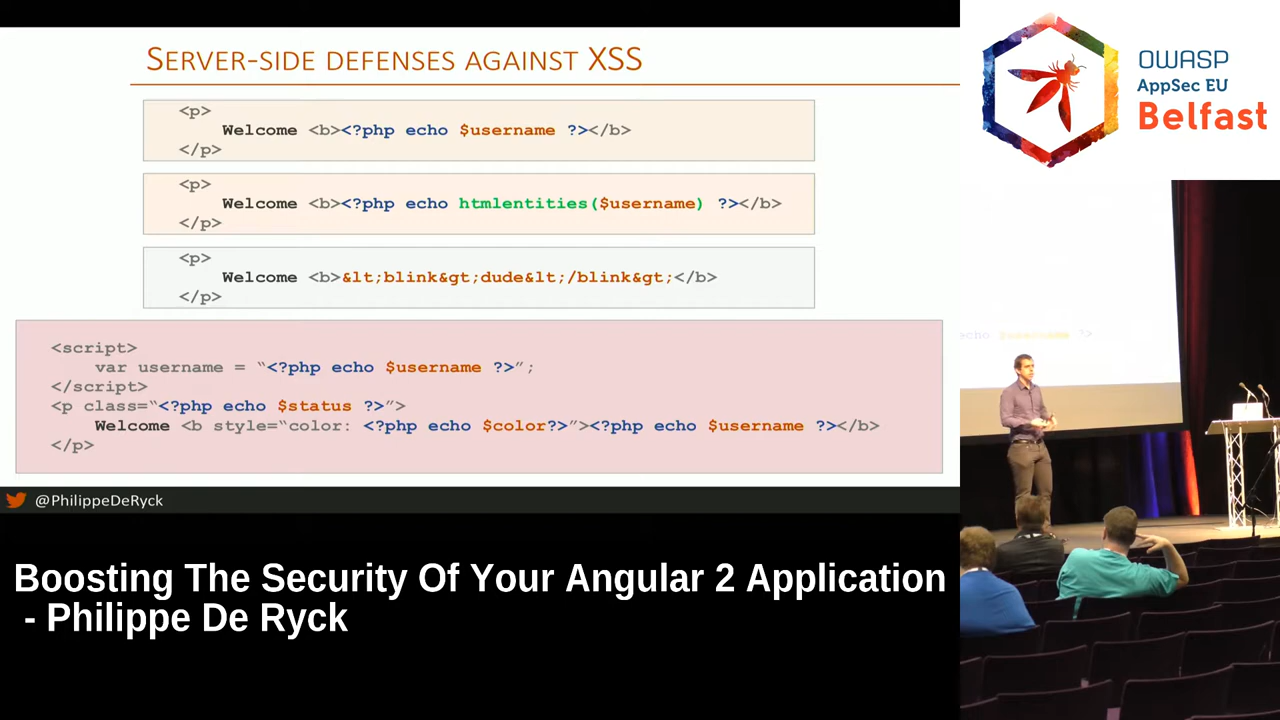 SERVER-SIDE DEFENSES AGAINST XSS
<p>
Welcome <b><?php echo $username ?></b>
</p>
<p>
Welcome <b><?php echo htmlentities($username) ?></b>
</p>
<p>
Welcome <b>&lt;blink&gt;dude&lt;/blink&gt;</b>
</p>
<script>
var username = “<?php echo $username ?>”;
</script>
<p class=“<?php echo $status ?>”>
Welcome <b style=“color: <?php echo $color?>”><?php echo $username ?></b>
</p>
@PhilippeDeRyck
OWASP
AppSec EU
Belfast
Boosting The Security Of Your Angular 2 Application
- Philippe De Ryck